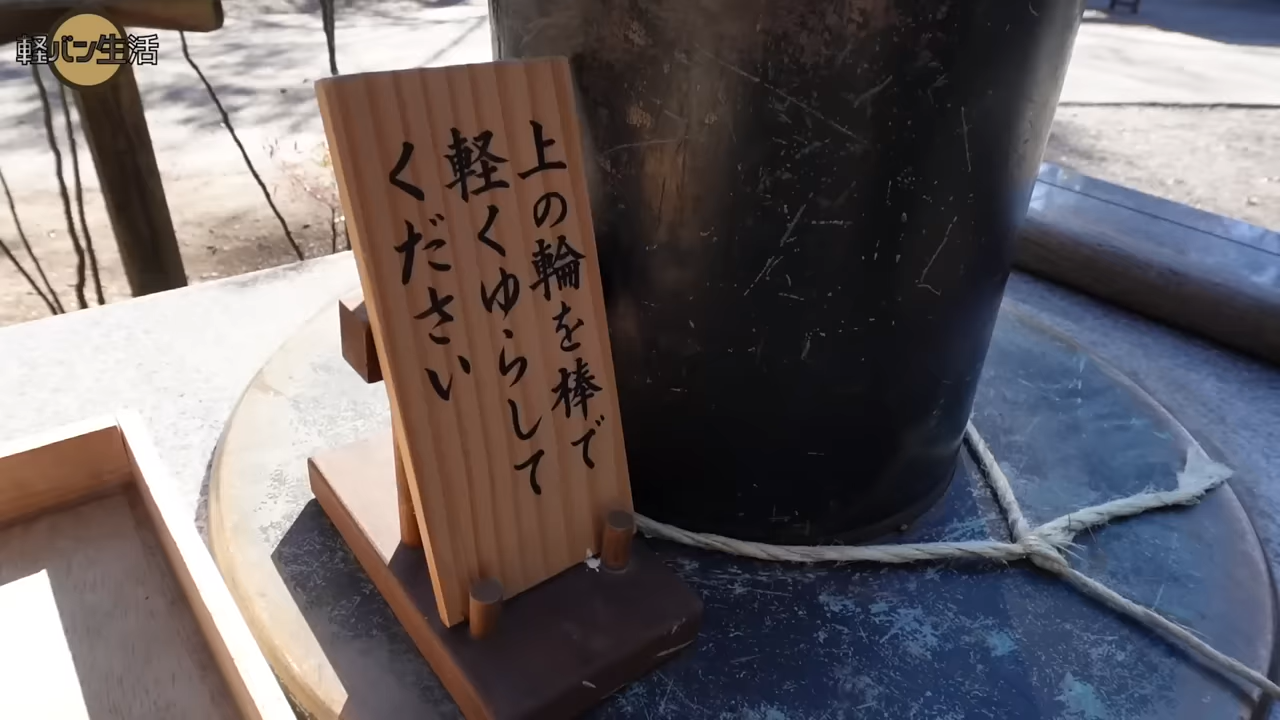 軽バン生活
上の輪を棒で
軽くゆらして
ください